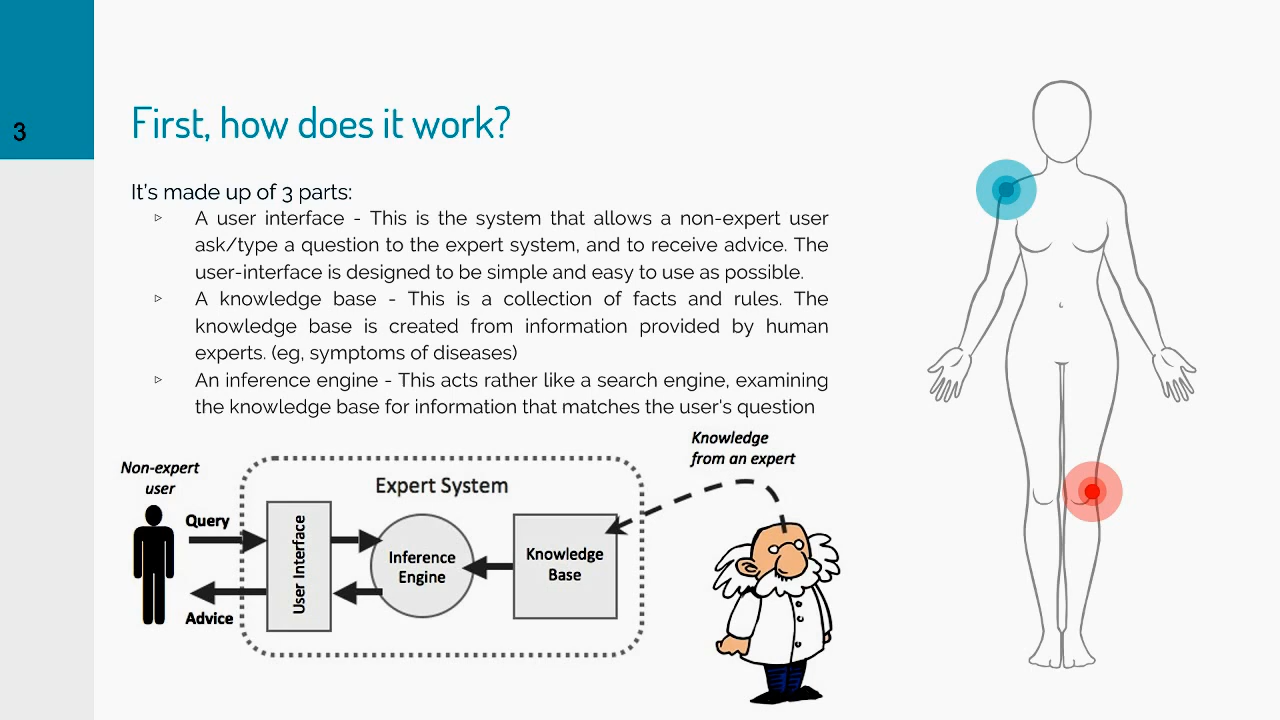 3
First, how does it work?
It's made up of 3 parts:
▹ A user interface - This is the system that allows a non-expert user
ask/type a question to the expert system, and to receive advice. The
user-interface is designed to be simple and easy to use as possible.
▹ A knowledge base - This is a collection of facts and rules. The
knowledge base is created from information provided by human
experts. (eg, symptoms of diseases)
▹ An inference engine - This acts rather like a search engine, examining
the knowledge base for information that matches the user's question
Knowledge
from an expert
Non-expert
user
Expert System
Query
User Interface
Inference
Engine
Knowledge
Base
Advice